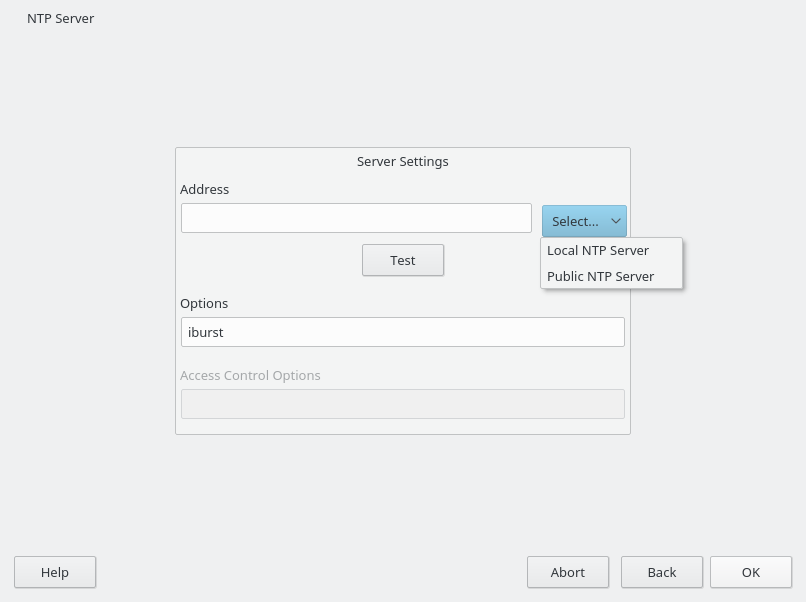 NTP Server
Server Settings
Address
Select...
Local NTP Server
Public NTP Server
Test
Options
iburst
Access Control Options
Help
Abort
Back
OK